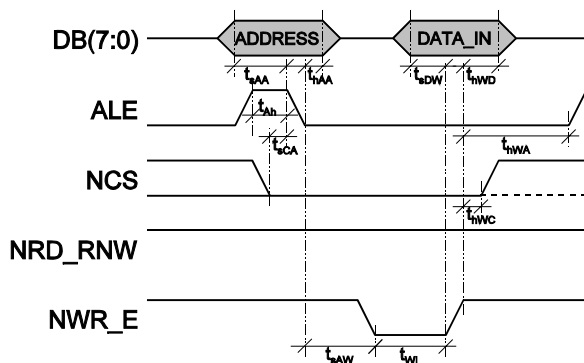 DB(7:0) ADDRESS DATA_IN
tsAA thAA tsDW thWD
ALE tAh
tsCA thWA
NCS
thWC
NRD_RNW
NWR_E
tsAW tWl